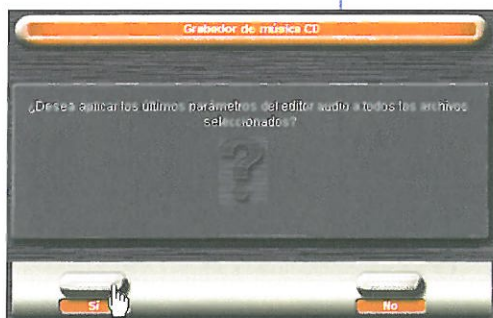 Grabador de música CD
¿Desea aplicar los últimos parámetros del editor audio a todos los archivos
seleccionados?
Sí
No